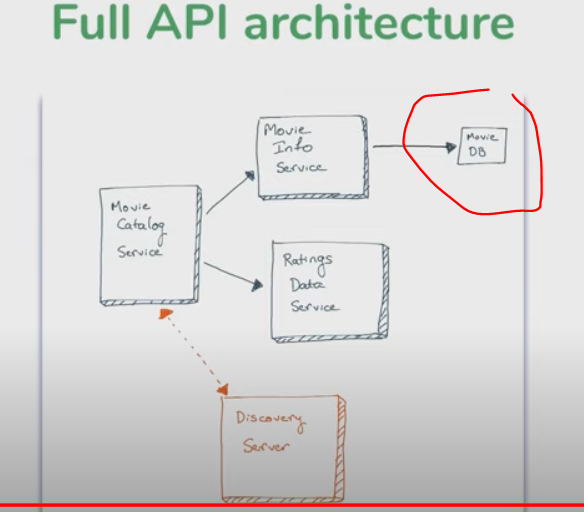 Full API architecture
Movie
Info
Service
Movie
DB
Movie
Catalog
Service
Ratings
Data
Service
Discovery
Server